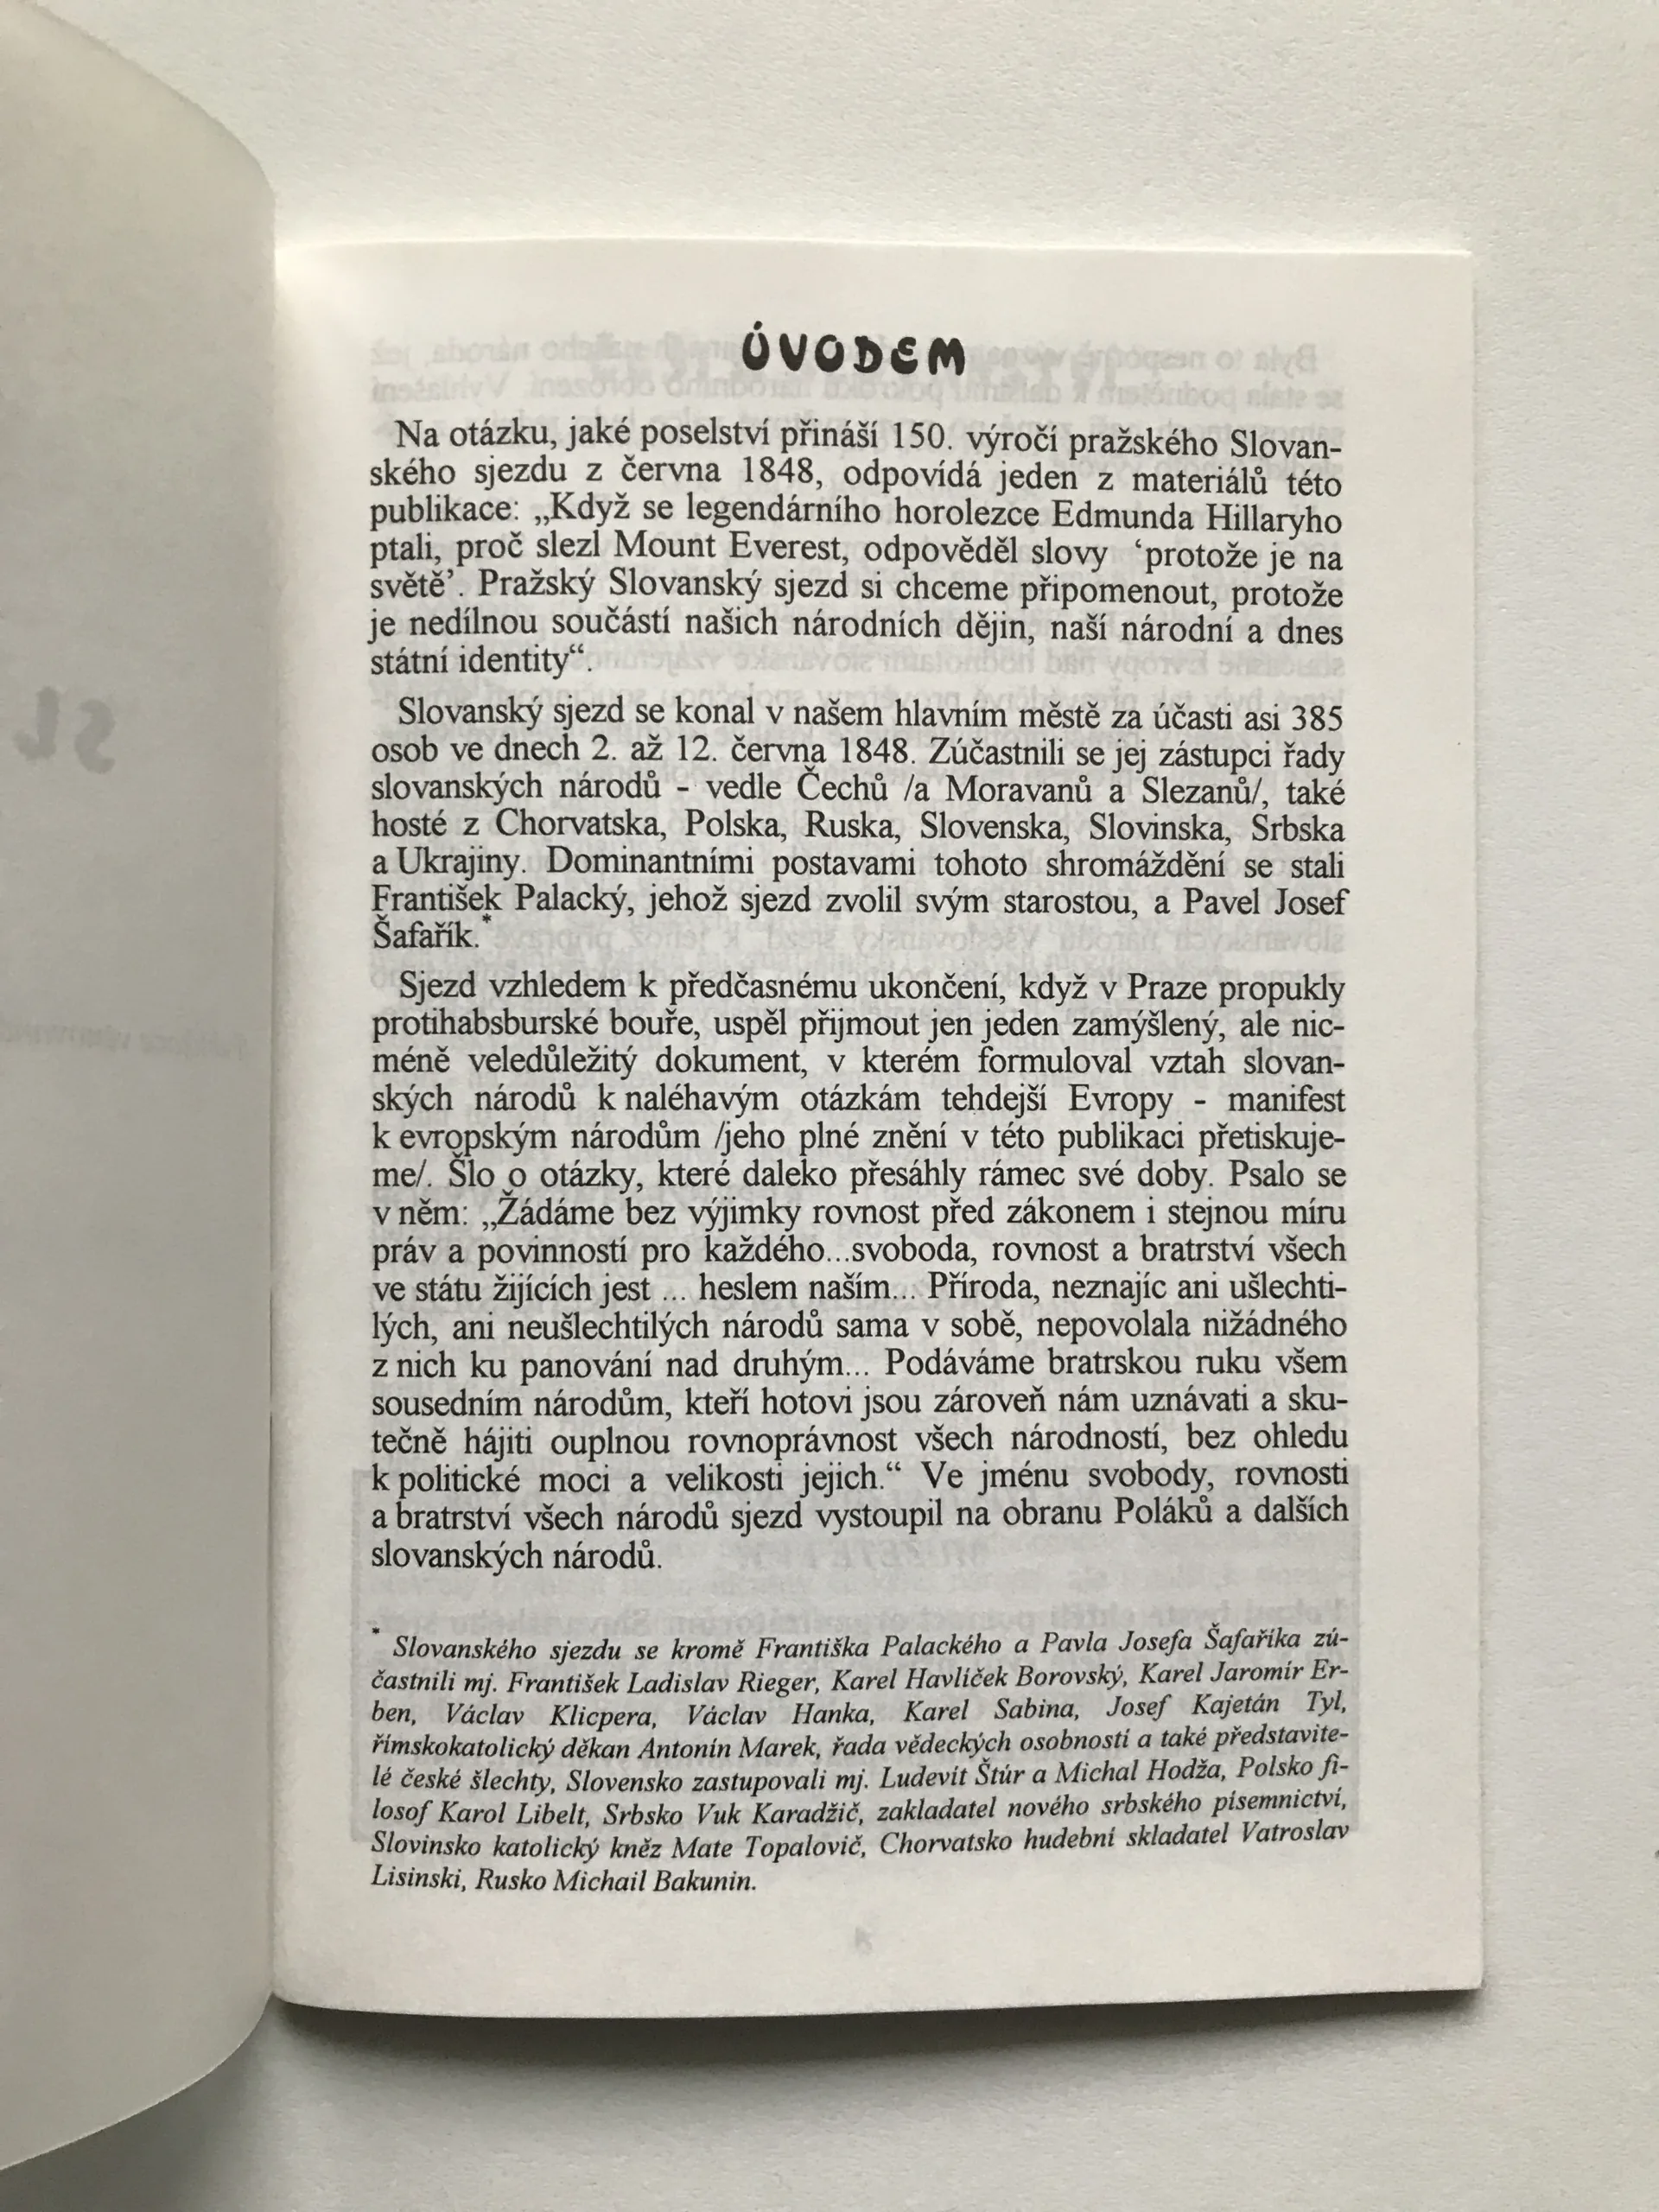 ÚVODEM
Na otázku, jaké poselství přináší 150. výročí pražského Slovan-
ského sjezdu z června 1848, odpovídá jeden z materiálů této
publikace: „Když se legendárního horolezce Edmunda Hillaryho
ptali, proč slezl Mount Everest, odpověděl slovy ‘protože je na
světě’. Pražský Slovanský sjezd si chceme připomenout, protože
je nedílnou součástí našich národních dějin, naší národní a dnes
státní identity“.
Slovanský sjezd se konal v našem hlavním městě za účasti asi 385
osob ve dnech 2. až 12. června 1848. Zúčastnili se jej zástupci řady
slovanských národů - vedle Čechů /a Moravanů a Slezanů/, také
hosté z Chorvatska, Polska, Ruska, Slovenska, Slovinska, Srbska
a Ukrajiny. Dominantními postavami tohoto shromáždění se stali
František Palacký, jehož sjezd zvolil svým starostou, a Pavel Josef
Šafařík.*
Sjezd vzhledem k předčasnému ukončení, když v Praze propukly
protihabsburské bouře, uspěl přijmout jen jeden zamýšlený, ale nic-
méně veledůležitý dokument, v kterém formuloval vztah slovan-
ských národů k naléhavým otázkám tehdejší Evropy - manifest
k evropským národům /jeho plné znění v této publikaci přetiskuje-
me/. Šlo o otázky, které daleko přesáhly rámec své doby. Psalo se
v něm: „Žádáme bez výjimky rovnost před zákonem i stejnou míru
práv a povinností pro každého...svoboda, rovnost a bratrství všech
ve státu žijících jest ... heslem naším... Příroda, neznajíc ani ušlechti-
lých, ani neušlechtilých národů sama v sobě, nepovolala nižádného
z nich ku panování nad druhým... Podáváme bratrskou ruku všem
sousedním národům, kteří hotovi jsou zároveň nám uznávati a sku-
tečně hájiti ouplnou rovnoprávnost všech národností, bez ohledu
k politické moci a velikosti jejich.“ Ve jménu svobody, rovnosti
a bratrství všech národů sjezd vystoupil na obranu Poláků a dalších
slovanských národů.
* Slovanského sjezdu se kromě Františka Palackého a Pavla Josefa Šafaříka zú-
častnili mj. František Ladislav Rieger, Karel Havlíček Borovský, Karel Jaromír Er-
ben, Václav Klicpera, Václav Hanka, Karel Sabina, Josef Kajetán Tyl,
římskokatolický děkan Antonín Marek, řada vědeckých osobností a také představite-
lé české šlechty, Slovensko zastupovali mj. Ludevít Štúr a Michal Hodža, Polsko fi-
losof Karol Libelt, Srbsko Vuk Karadžič, zakladatel nového srbského písemnictví,
Slovinsko katolický kněz Mate Topalovič, Chorvatsko hudební skladatel Vatroslav
Lisinski, Rusko Michail Bakunin.